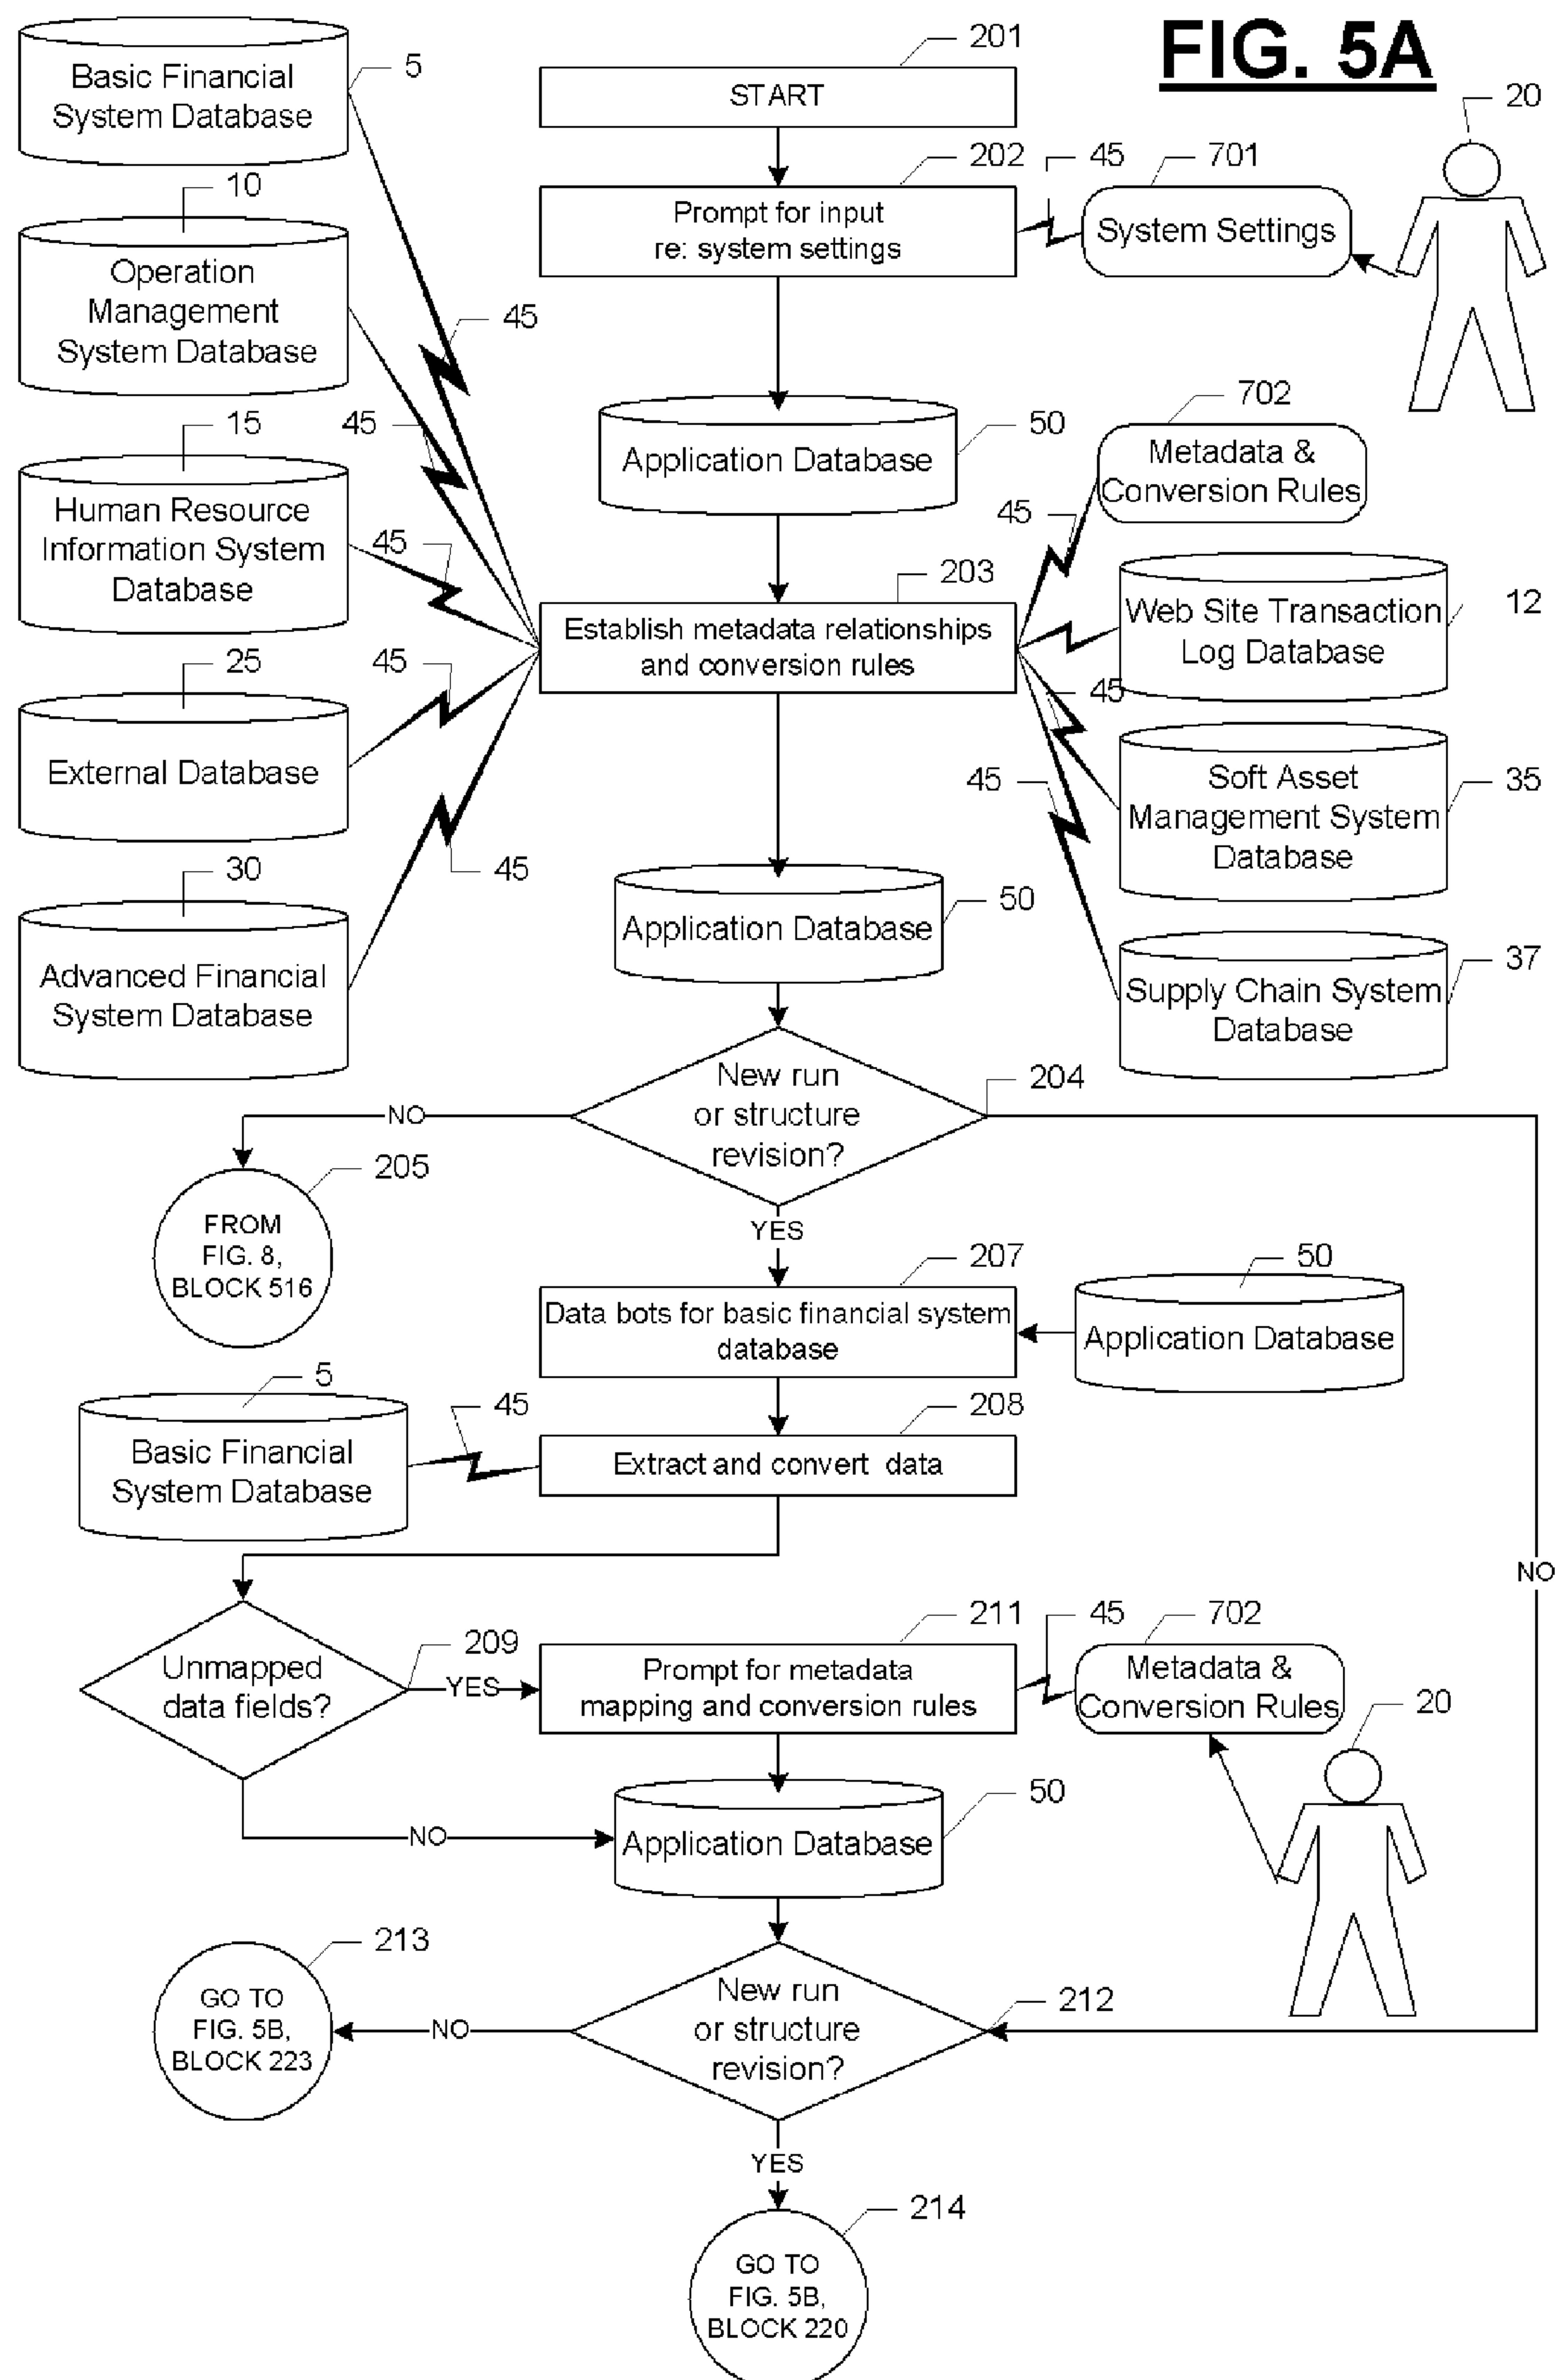 FIG. 5A
201
START
20
202
45
701
Prompt for input
re: system settings
System Settings
5
Basic Financial
System Database
10
Operation
Management
System Database
45
15
45
Human Resource
Information System
Database
45
25
45
External Database
30
45
Advanced Financial
System Database
50
Application Database
702
Metadata &
Conversion Rules
45
203
Establish metadata relationships
and conversion rules
12
Web Site Transaction
Log Database
45
35
Soft Asset
Management System
Database
45
37
Supply Chain System
Database
50
Application Database
204
New run
or structure
revision?
NO
205
FROM
FIG. 8,
BLOCK 516
YES
207
Data bots for basic financial system
database
50
Application Database
5
Basic Financial
System Database
45
208
Extract and convert data
NO
209
Unmapped
data fields?
YES
211
Prompt for metadata
mapping and conversion rules
45
702
Metadata &
Conversion Rules
20
NO
50
Application Database
213
GO TO
FIG. 5B,
BLOCK 223
NO
212
New run
or structure
revision?
YES
214
GO TO
FIG. 5B,
BLOCK 220